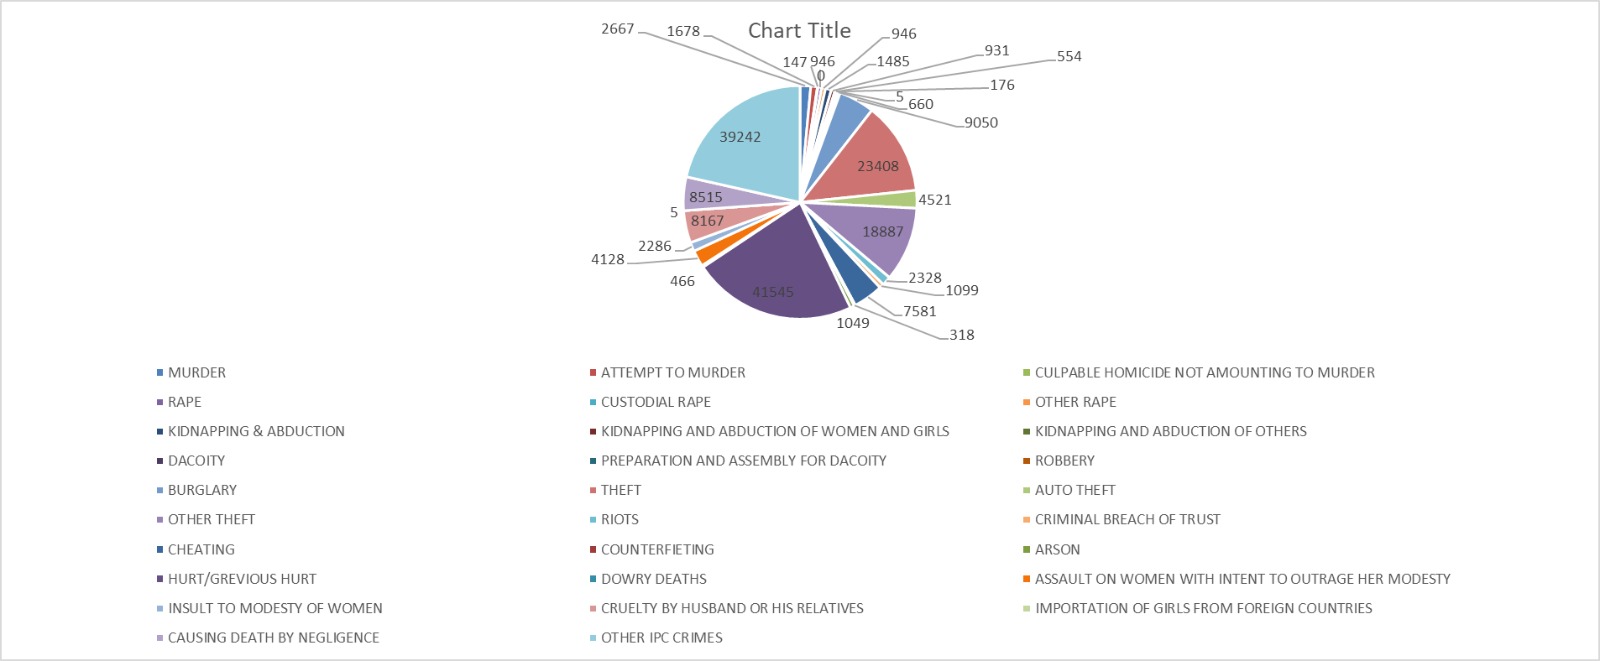 Chart Title
2667
1678
147
946
0
946
1485
931
554
176
5
660
9050
23408
4521
18887
2328
1099
7581
318
1049
41545
466
4128
2286
8167
5
8515
39242
MURDER
ATTEMPT TO MURDER
CULPABLE HOMICIDE NOT AMOUNTING TO MURDER
RAPE
CUSTODIAL RAPE
OTHER RAPE
KIDNAPPING & ABDUCTION
KIDNAPPING AND ABDUCTION OF WOMEN AND GIRLS
KIDNAPPING AND ABDUCTION OF OTHERS
DACOITY
PREPARATION AND ASSEMBLY FOR DACOITY
ROBBERY
BURGLARY
THEFT
AUTO THEFT
OTHER THEFT
RIOTS
CRIMINAL BREACH OF TRUST
CHEATING
COUNTERFIETING
ARSON
HURT/GREVIOUS HURT
DOWRY DEATHS
ASSAULT ON WOMEN WITH INTENT TO OUTRAGE HER MODESTY
INSULT TO MODESTY OF WOMEN
CRUELTY BY HUSBAND OR HIS RELATIVES
IMPORTATION OF GIRLS FROM FOREIGN COUNTRIES
CAUSING DEATH BY NEGLIGENCE
OTHER IPC CRIMES